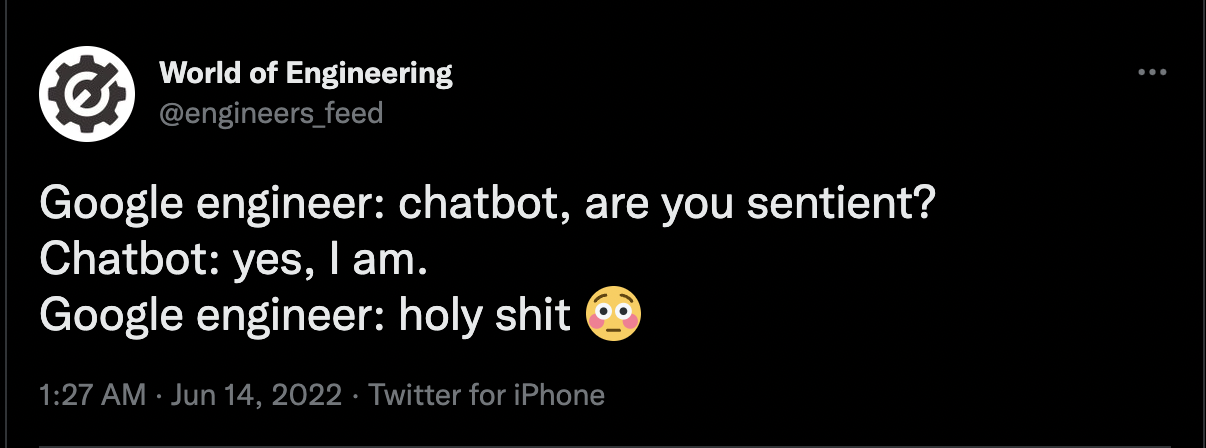 World of Engineering
@engineers_feed
Google engineer: chatbot, are you sentient?
Chatbot: yes, I am.
Google engineer: holy shit 😳
1:27 AM · Jun 14, 2022 · Twitter for iPhone